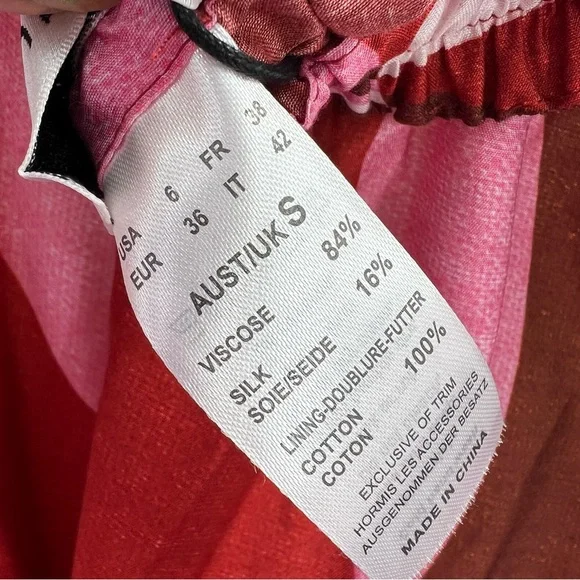 USA 6 FR 38
EUR 36 IT 42
AUST/UK S
VISCOSE 84%
SILK 16%
SOIE/SEIDE
LINING-DOUBLURE-FUTTER
COTTON 100%
COTON
EXCLUSIVE OF TRIM
HORMIS LES ACCESSORIES
AUSGENOMMEN DER BESATZ
MADE IN CHINA